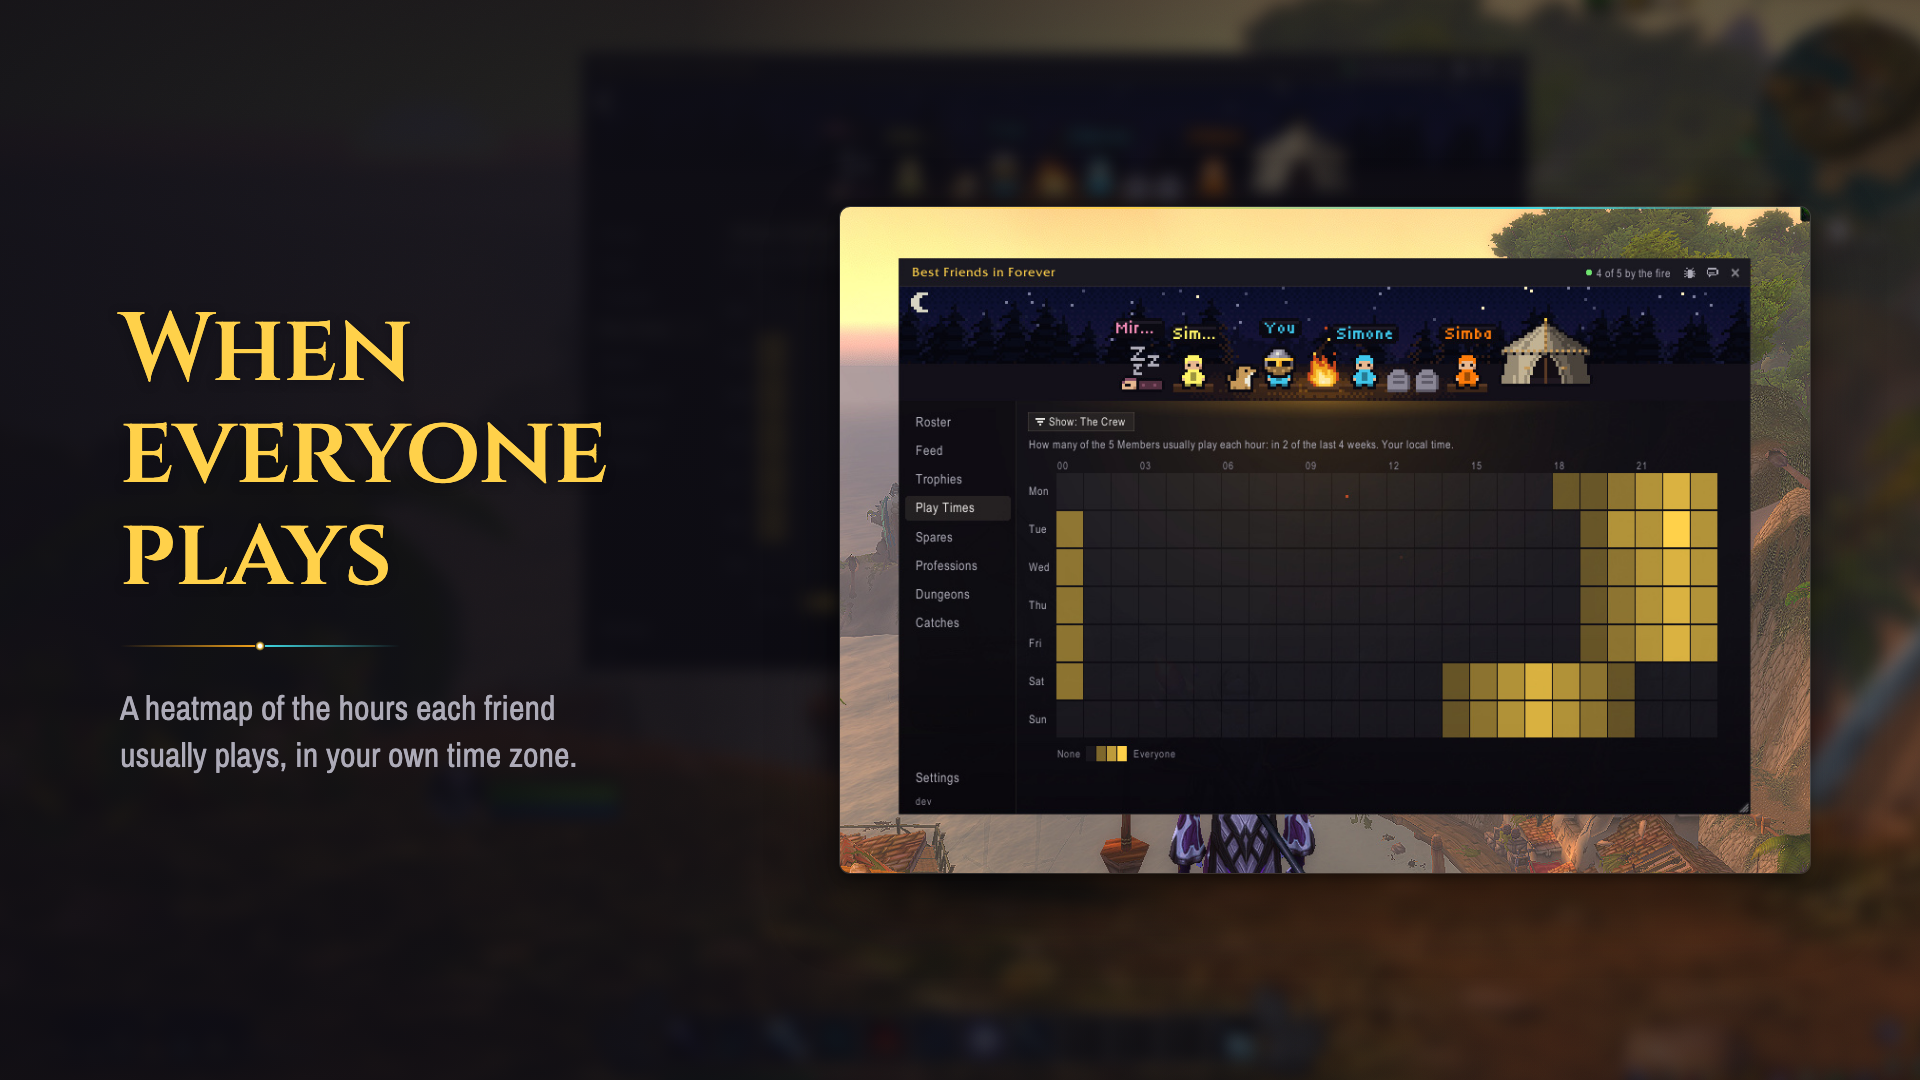 When
everyone
plays
A heatmap of the hours each friend
usually plays, in your own time zone.
Best Friends in Forever
4 of 5 by the fire
Mir...
Sim...
You
Simone
Simba
Z Z Z
Roster
Feed
Trophies
Play Times
Spares
Professions
Dungeons
Catches
Settings
dev
Show: The Crew
How many of the 5 Members usually play each hour: in 2 of the last 4 weeks. Your local time.
00 03 06 09 12 15 18 21
Mon
Tue
Wed
Thu
Fri
Sat
Sun
None Everyone